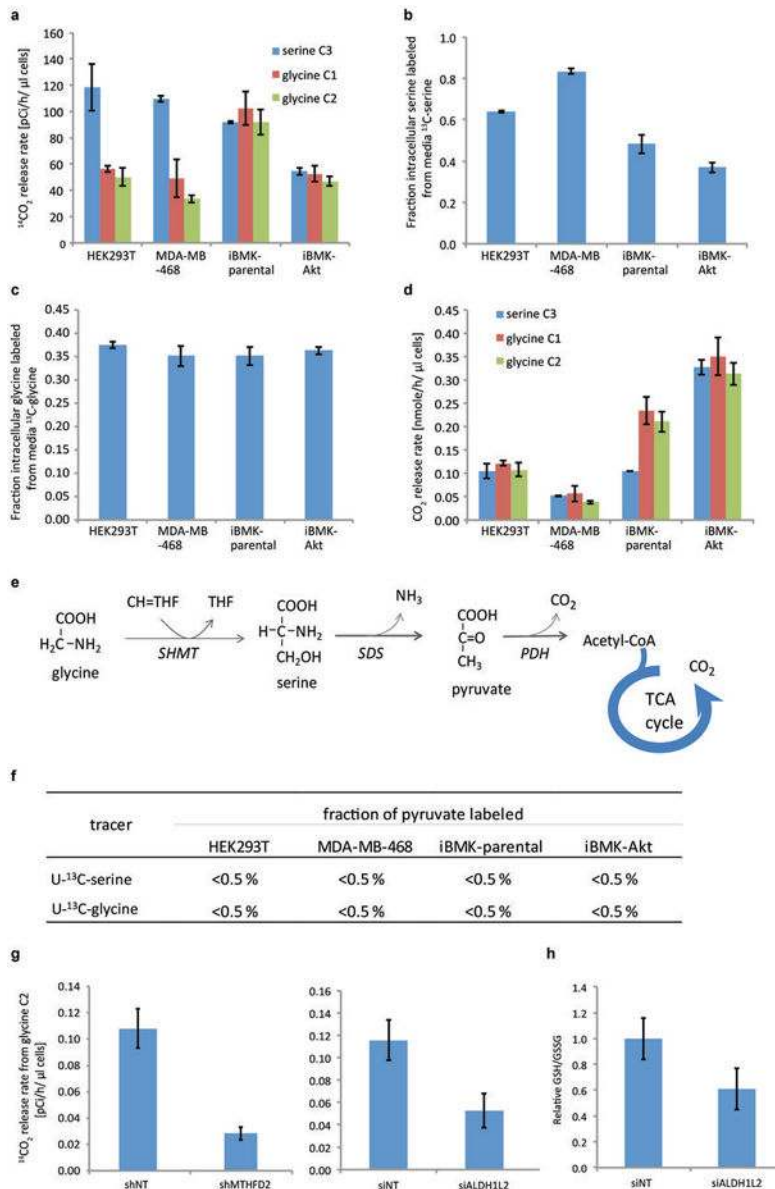 a
¹⁴CO₂ release rate [pCi/h/ µl cells]
160
140
120
100
80
60
40
20
0
serine C3
glycine C1
glycine C2
HEK293T
MDA-MB
-468
iBMK-
parental
iBMK-
Akt
b
Fraction intracellular serine labeled
from media ¹³C-serine
1.0
0.8
0.6
0.4
0.2
0.0
HEK293T
MDA-MB
-468
iBMK-
parental
iBMK-
Akt
c
Fraction intracellular glycine labeled
from media ¹³C-glycine
0.45
0.40
0.35
0.30
0.25
0.20
0.15
0.10
0.05
0.00
HEK293T
MDA-MB
-468
iBMK-
parental
iBMK-
Akt
d
CO₂ release rate [nmole/h/ µl cells]
0.45
0.40
0.35
0.30
0.25
0.20
0.15
0.10
0.05
0.00
serine C3
glycine C1
glycine C2
HEK293T
MDA-MB
-468
iBMK-
parental
iBMK-
Akt
e
COOH
H₂C–NH₂
glycine
CH=THF
THF
SHMT
COOH
H–C–NH₂
CH₂OH
serine
NH₃
SDS
COOH
C=O
CH₃
pyruvate
CO₂
PDH
Acetyl-CoA
CO₂
TCA
cycle
f
tracer
fraction of pyruvate labeled
HEK293T MDA-MB-468 iBMK-parental iBMK-Akt
U-¹³C-serine <0.5 % <0.5 % <0.5 % <0.5 %
U-¹³C-glycine <0.5 % <0.5 % <0.5 % <0.5 %
g
¹⁴CO₂ release rate from glycine C2
[pCi/h/ µl cells]
0.14
0.12
0.10
0.08
0.06
0.04
0.02
0.00
shNT
shMTHFD2
0.16
0.14
0.12
0.10
0.08
0.06
0.04
0.02
0.00
siNT
siALDH1L2
h
Relative GSH/GSSG
1.4
1.2
1.0
0.8
0.6
0.4
0.2
0.0
siNT
siALDH1L2